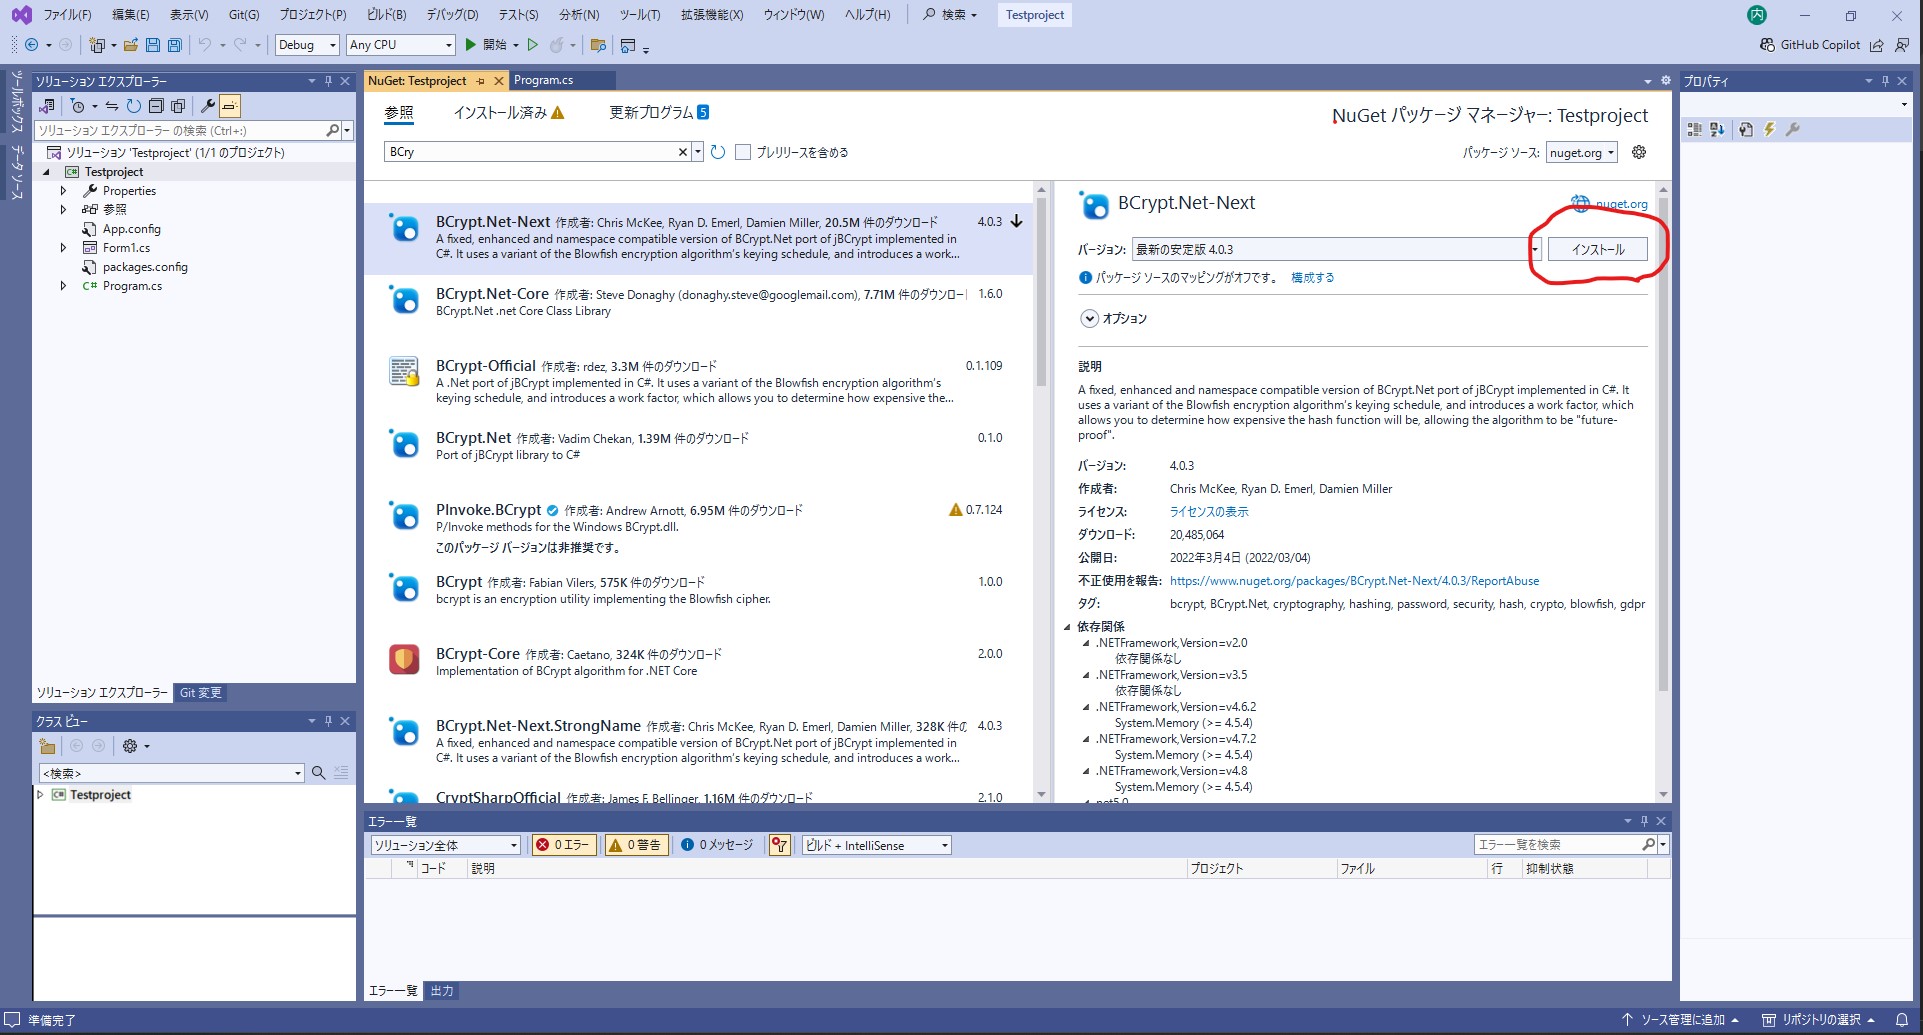 ファイル(F) 編集(E) 表示(V) Git(G) プロジェクト(P) ビルド(B) デバッグ(D) テスト(S) 分析(N) ツール(T) 拡張機能(X) ウィンドウ(W) ヘルプ(H) 検索 Testproject 内
Debug Any CPU 開始 GitHub Copilot
ツールボックス
データ ソース
ソリューション エクスプローラー
ソリューション エクスプローラー の検索 (Ctrl+:)
ソリューション 'Testproject' (1/1 のプロジェクト)
C# Testproject
Properties
参照
App.config
Form1.cs
packages.config
C# Program.cs
ソリューション エクスプローラー Git 変更
クラス ビュー
<検索>
C# Testproject
NuGet: Testproject Program.cs
参照 インストール済み 更新プログラム 5
NuGet パッケージ マネージャー: Testproject
BCry プレリリースを含める
パッケージ ソース: nuget.org
BCrypt.Net-Next 作成者: Chris McKee, Ryan D. Emerl, Damien Miller, 20.5M 件のダウンロード 4.0.3
A fixed, enhanced and namespace compatible version of BCrypt.Net port of jBCrypt implemented in
C#. It uses a variant of the Blowfish encryption algorithm's keying schedule, and introduces a work...
BCrypt.Net-Core 作成者: Steve Donaghy (donaghy.steve@googlemail.com), 7.71M 件のダウンロー 1.6.0
BCrypt.Net .net Core Class Library
BCrypt-Official 作成者: rdez, 3.3M 件のダウンロード 0.1.109
A .Net port of jBCrypt implemented in C#. It uses a variant of the Blowfish encryption algorithm's
keying schedule, and introduces a work factor, which allows you to determine how expensive the...
BCrypt.Net 作成者: Vadim Chekan, 1.39M 件のダウンロード 0.1.0
Port of jBCrypt library to C#
PInvoke.BCrypt 作成者: Andrew Arnott, 6.95M 件のダウンロード 0.7.124
P/Invoke methods for the Windows BCrypt.dll.
このパッケージ バージョンは非推奨です。
BCrypt 作成者: Fabian Vilers, 575K 件のダウンロード 1.0.0
bcrypt is an encryption utility implementing the Blowfish cipher.
BCrypt-Core 作成者: Caetano, 324K 件のダウンロード 2.0.0
Implementation of BCrypt algorithm for .NET Core
BCrypt.Net-Next.StrongName 作成者: Chris McKee, Ryan D. Emerl, Damien Miller, 328K 件の 4.0.3
A fixed, enhanced and namespace compatible version of BCrypt.Net port of jBCrypt implemented in
C#. It uses a variant of the Blowfish encryption algorithm's keying schedule, and introduces a work...
CryptSharpOfficial 作成者: James F. Bellinger, 1.16M 件のダウンロード 2.1.0
BCrypt.Net-Next nuget.org
バージョン: 最新の安定版 4.0.3 インストール
パッケージ ソースのマッピングがオフです。 構成する
オプション
説明
A fixed, enhanced and namespace compatible version of BCrypt.Net port of jBCrypt implemented in C#. It
uses a variant of the Blowfish encryption algorithm's keying schedule, and introduces a work factor, which
allows you to determine how expensive the hash function will be, allowing the algorithm to be "future-
proof".
バージョン: 4.0.3
作成者: Chris McKee, Ryan D. Emerl, Damien Miller
ライセンス: ライセンスの表示
ダウンロード: 20,485,064
公開日: 2022年3月4日 (2022/03/04)
不正使用を報告: https://www.nuget.org/packages/BCrypt.Net-Next/4.0.3/ReportAbuse
タグ: bcrypt, BCrypt.Net, cryptography, hashing, password, security, hash, crypto, blowfish, gdpr
依存関係
.NETFramework,Version=v2.0
依存関係なし
.NETFramework,Version=v3.5
依存関係なし
.NETFramework,Version=v4.6.2
System.Memory (>= 4.5.4)
.NETFramework,Version=v4.7.2
System.Memory (>= 4.5.4)
.NETFramework,Version=v4.8
System.Memory (>= 4.5.4)
net5.0
プロパティ
エラー一覧
ソリューション全体 0 エラー 0 警告 0 メッセージ ビルド + IntelliSense エラー一覧を検索
コード 説明 プロジェクト ファイル 行 抑制状態
エラー一覧 出力
準備完了 ソース管理に追加 リポジトリの選択